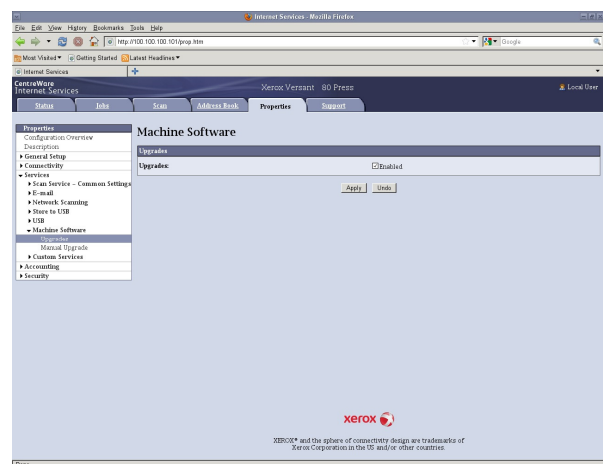 Internet Services - Mozilla Firefox
File Edit View History Bookmarks Tools Help
http://100.100.100.101/prop.htm
Google
Most Visited Getting Started Latest Headlines
Internet Services
CentreWare
Internet Services
Xerox Versant 80 Press
Local User
Status Jobs Scan Address Book Properties Support
Properties
Configuration Overview
Description
General Setup
Connectivity
Services
Scan Service – Common Settings
E-mail
Network Scanning
Store to USB
USB
Machine Software
Upgrades
Manual Upgrade
Custom Services
Accounting
Security
Machine Software
Upgrades
Upgrades: Enabled
Apply Undo
xerox
XEROX® and the sphere of connectivity design are trademarks of
Xerox Corporation in the US and/or other countries.